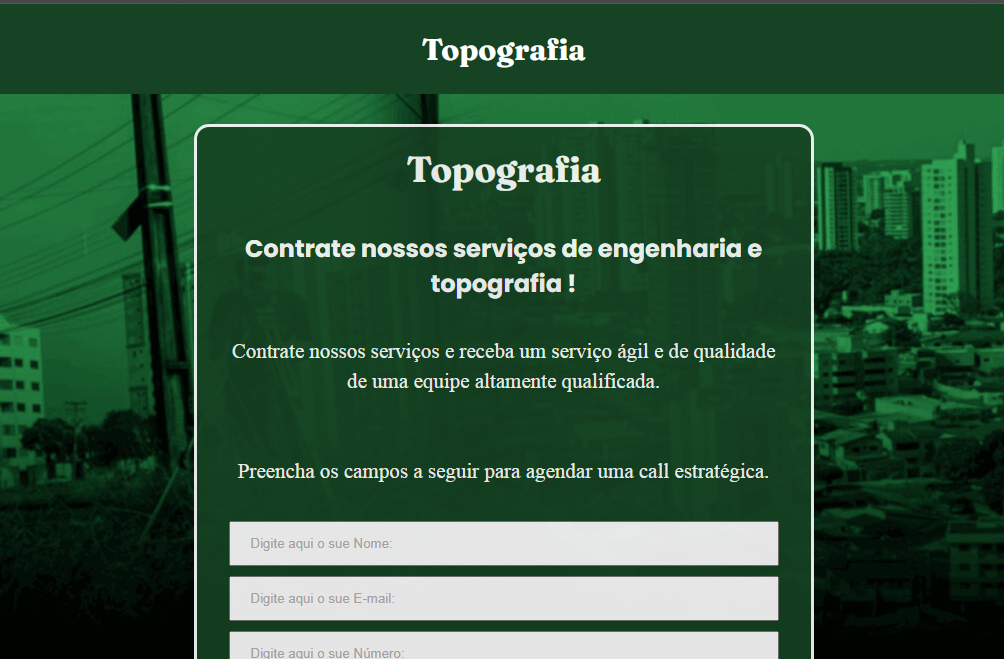 Topografia
Topografia
Contrate nossos serviços de engenharia e
topografia !
Contrate nossos serviços e receba um serviço ágil e de qualidade
de uma equipe altamente qualificada.
Preencha os campos a seguir para agendar uma call estratégica.
Digite aqui o sue Nome:
Digite aqui o sue E-mail:
Digite aqui o sue Número: